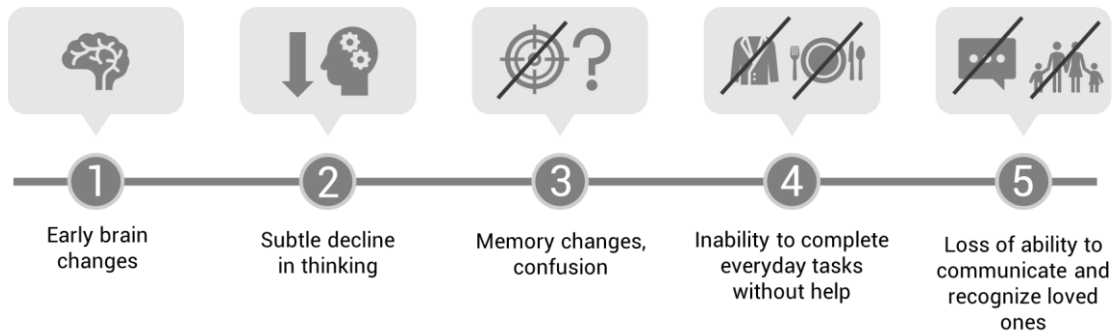 ?
1
2
3
4
5
Early brain
changes
Subtle decline
in thinking
Memory changes,
confusion
Inability to complete
everyday tasks
without help
Loss of ability to
communicate and
recognize loved
ones